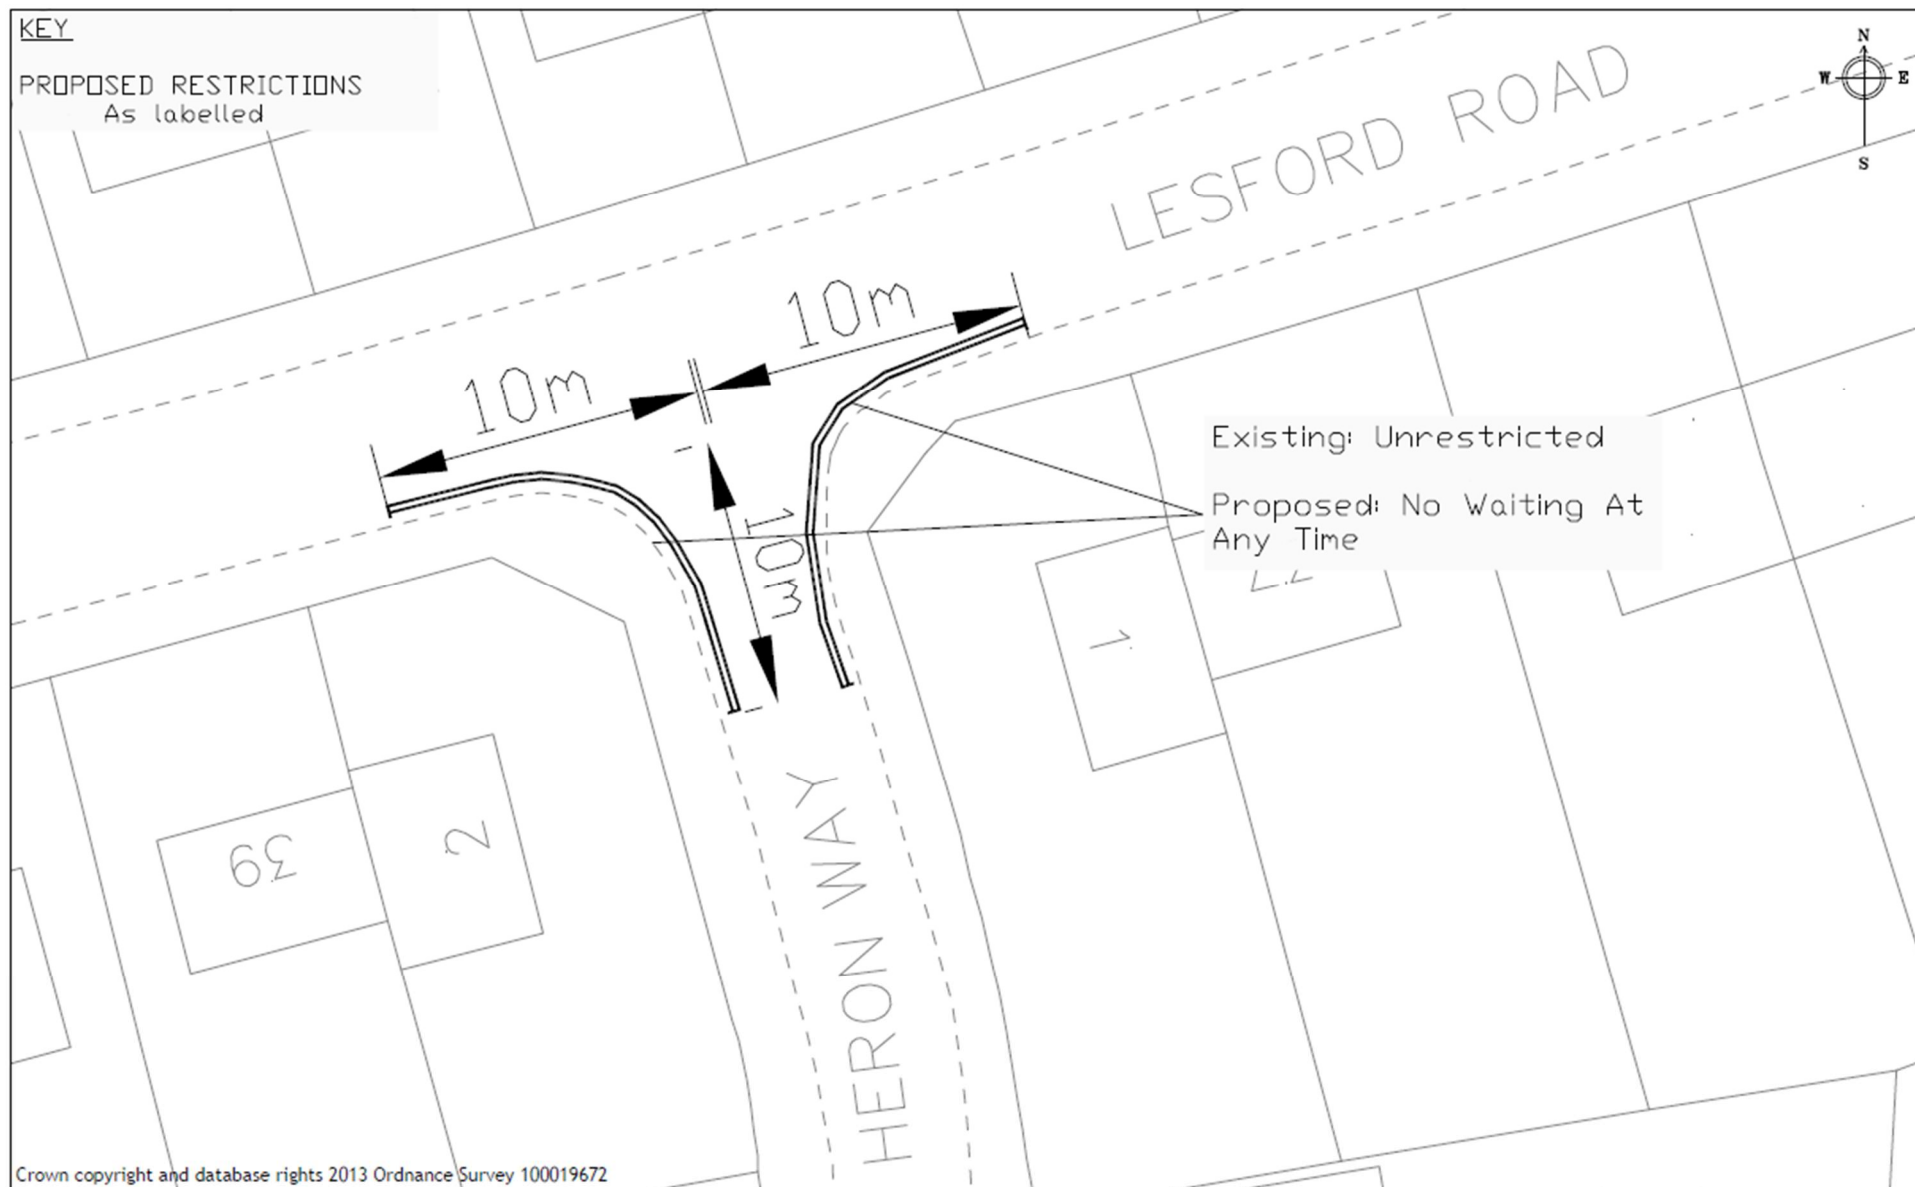 KEY
PROPOSED RESTRICTIONS
As labelled
N
W E
S
LESFORD ROAD
10m
10m
10m
Existing: Unrestricted
Proposed: No Waiting At
Any Time
1
39
2
HERON WAY
Crown copyright and database rights 2013 Ordnance Survey 100019672